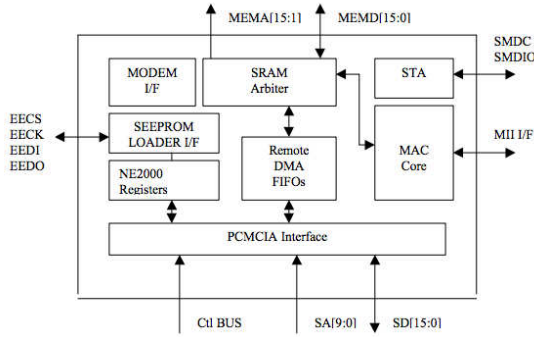 MEMA[15:1]
MEMD[15:0]
SMDC
SMDIO
MODEM
I/F
SRAM
Arbiter
STA
EECS
EECK
EEDI
EEDO
SEEPROM
LOADER I/F
NE2000
Registers
Remote
DMA
FIFOs
MAC
Core
MII I/F
PCMCIA Interface
Ctl BUS
SA[9:0]
SD[15:0]